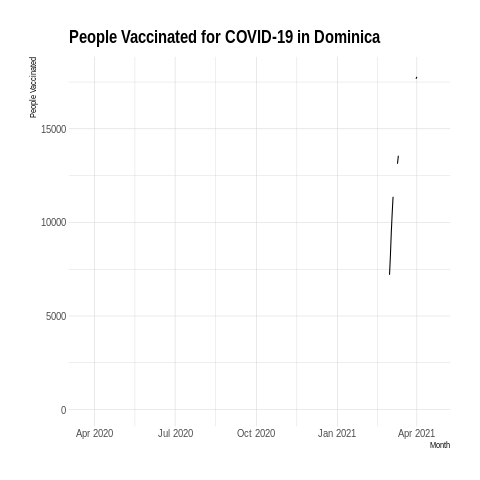 People Vaccinated for COVID-19 in Dominica
People Vaccinated
15000
10000
5000
0
Apr 2020 Jul 2020 Oct 2020 Jan 2021 Apr 2021
Month